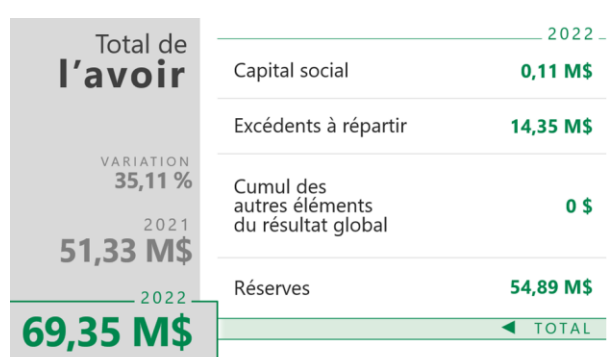 Total de
l'avoir
VARIATION
35,11 %
2021
51,33 M$
2022
69,35 M$
2022
Capital social 0,11 M$
Excédents à répartir 14,35 M$
Cumul des
autres éléments
du résultat global 0 $
Réserves 54,89 M$
◄ TOTAL